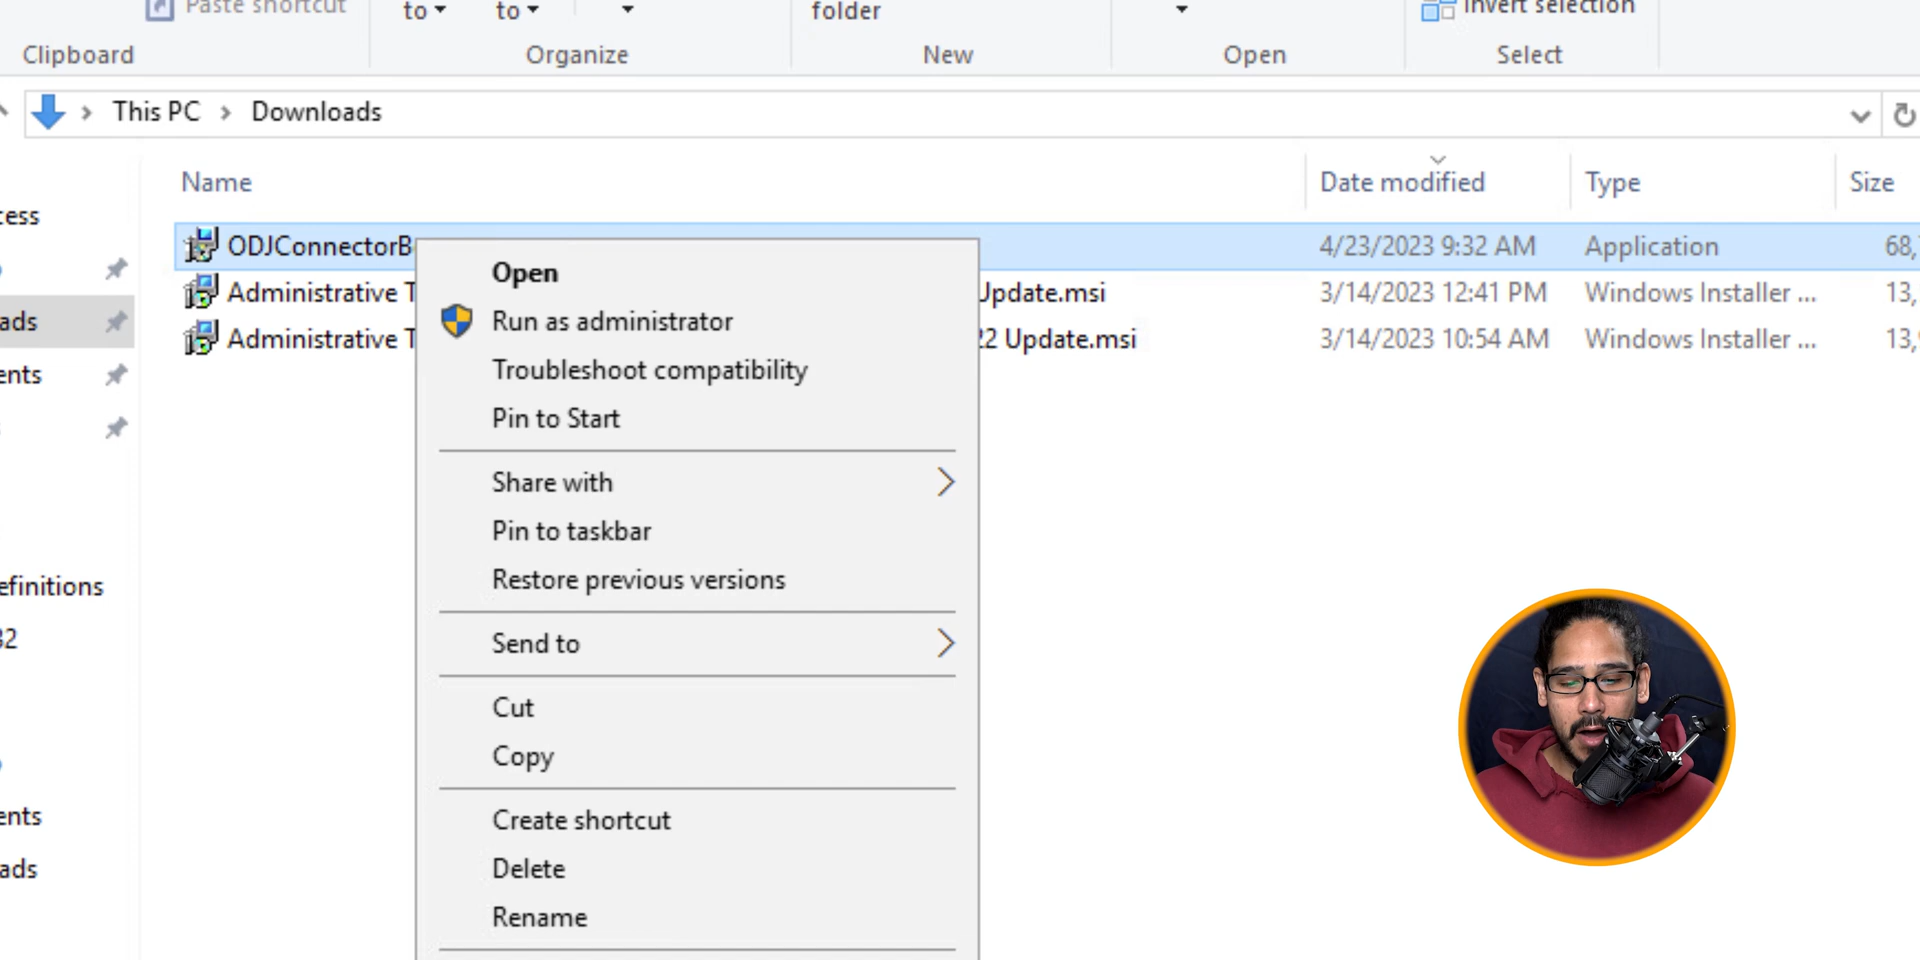 Paste shortcut
to
to
folder
Invert selection
Clipboard
Organize
New
Open
Select
This PC
Downloads
Name
Date modified
Type
Size
ODJConnectorB
4/23/2023 9:32 AM
Application
68,
Administrative T
Update.msi
3/14/2023 12:41 PM
Windows Installer ...
13,
Administrative T
22 Update.msi
3/14/2023 10:54 AM
Windows Installer ...
13,
cess
ads
ents
efinitions
32
ents
ads
Open
Run as administrator
Troubleshoot compatibility
Pin to Start
Share with
Pin to taskbar
Restore previous versions
Send to
Cut
Copy
Create shortcut
Delete
Rename